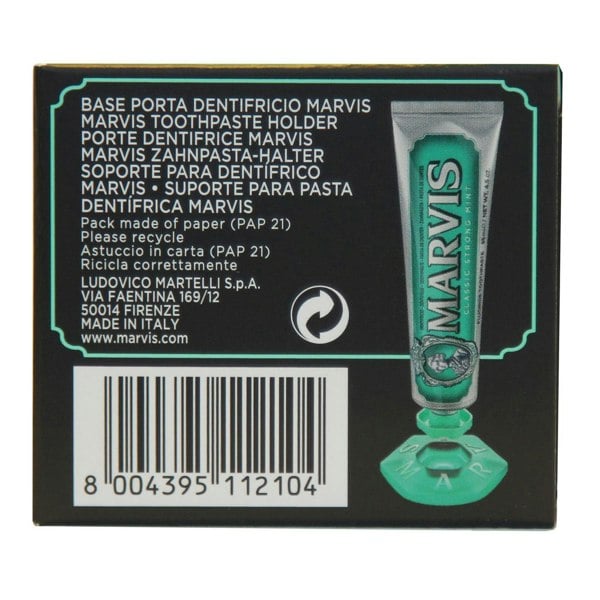 BASE PORTA DENTIFRICIO MARVIS
MARVIS TOOTHPASTE HOLDER
PORTE DENTIFRICE MARVIS
MARVIS ZAHNPASTA-HALTER
SOPORTE PARA DENTÍFRICO
MARVIS • SUPORTE PARA PASTA
DENTÍFRICA MARVIS
Pack made of paper (PAP 21)
Please recycle
Astuccio in carta (PAP 21)
Ricicla correttamente
LUDOVICO MARTELLI S.p.A.
VIA FAENTINA 169/12
50014 FIRENZE
MADE IN ITALY
www.marvis.com
8 004395 112104
MARVIS
CLASSIC STRONG MINT
MAR